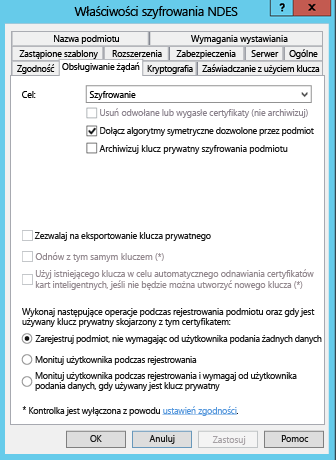 Właściwości szyfrowania NDES
? x
Nazwa podmiotu Wymagania wystawiania
Zastąpione szablony Rozszerzenia Zabezpieczenia Serwer Ogólne
Zgodność Obsługiwanie żądań Kryptografia Zaświadczanie z użyciem klucza
Cel: Szyfrowanie
Usuń odwołane lub wygasłe certyfikaty (nie archiwizuj)
Dołącz algorytmy symetryczne dozwolone przez podmiot
Archiwizuj klucz prywatny szyfrowania podmiotu
Zezwalaj na eksportowanie klucza prywatnego
Odnów z tym samym kluczem (*)
Użyj istniejącego klucza w celu automatycznego odnawiania certyfikatów
kart inteligentnych, jeśli nie będzie można utworzyć nowego klucza (*)
Wykonaj następujące operacje podczas rejestrowania podmiotu oraz gdy jest
używany klucz prywatny skojarzony z tym certyfikatem:
Zarejestruj podmiot, nie wymagając od użytkownika podania żadnych danych
Monituj użytkownika podczas rejestrowania
Monituj użytkownika podczas rejestrowania i wymagaj od użytkownika
podania danych, gdy używany jest klucz prywatny
* Kontrolka jest wyłączona z powodu ustawień zgodności.
OK Anuluj Zastosuj Pomoc